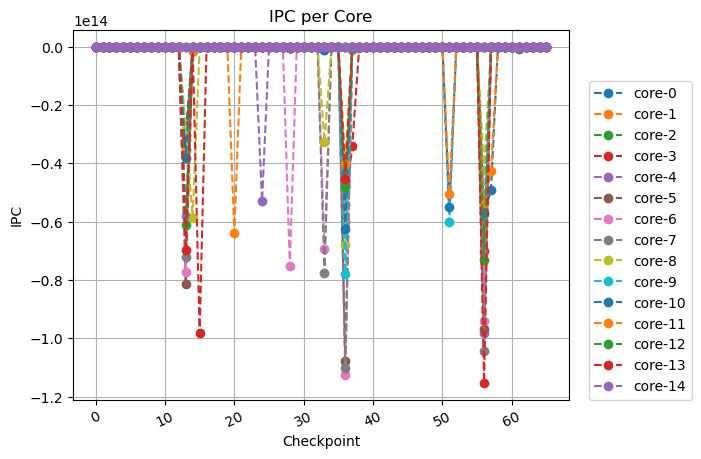 IPC per Core
1e14
0.0
−0.2
−0.4
−0.6
−0.8
−1.0
−1.2
IPC
0 10 20 30 40 50 60
Checkpoint
core-0
core-1
core-2
core-3
core-4
core-5
core-6
core-7
core-8
core-9
core-10
core-11
core-12
core-13
core-14